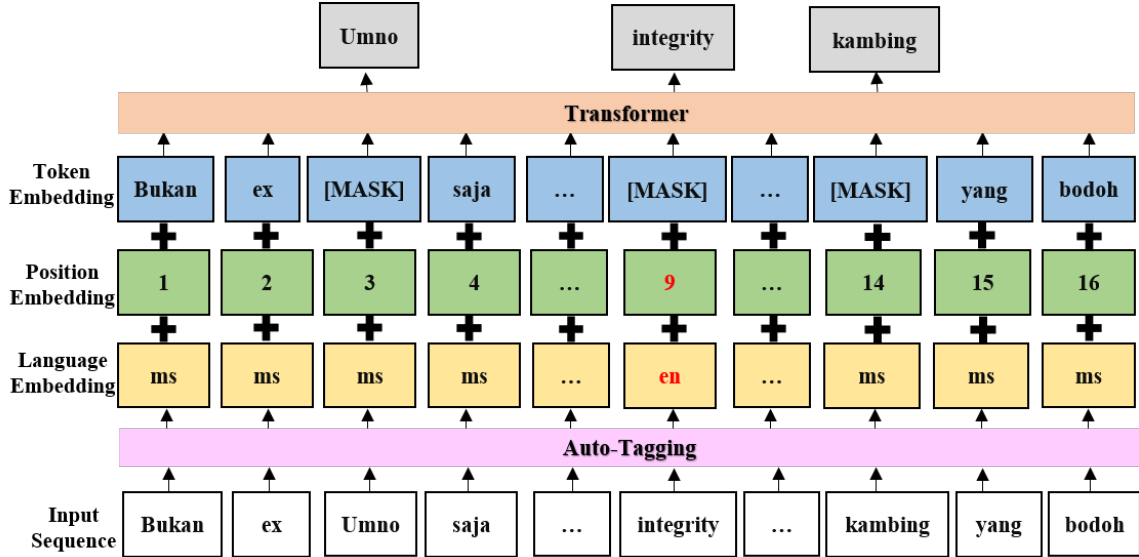 Umno integrity kambing
Transformer
Token Embedding Bukan ex [MASK] saja … [MASK] … [MASK] yang bodoh
Position Embedding 1 2 3 4 … 9 … 14 15 16
Language Embedding ms ms ms ms … en … ms ms ms
Auto-Tagging
Input Sequence Bukan ex Umno saja … integrity … kambing yang bodoh